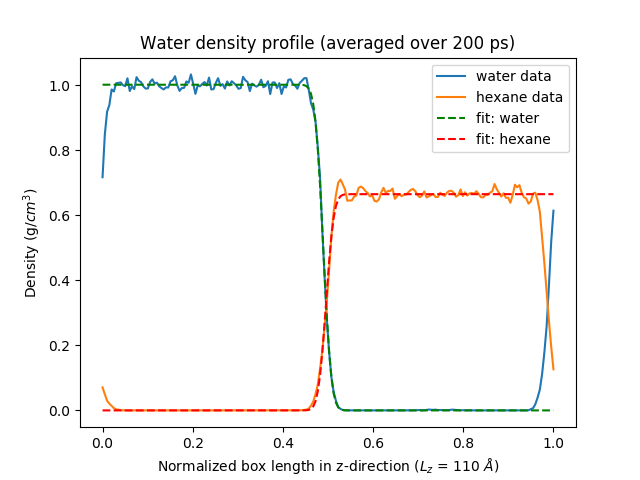 Water density profile (averaged over 200 ps)
water data
hexane data
fit: water
fit: hexane
Density (g/cm³)
1.0
0.8
0.6
0.4
0.2
0.0
0.0 0.2 0.4 0.6 0.8 1.0
Normalized box length in z-direction (L_z = 110 Å)